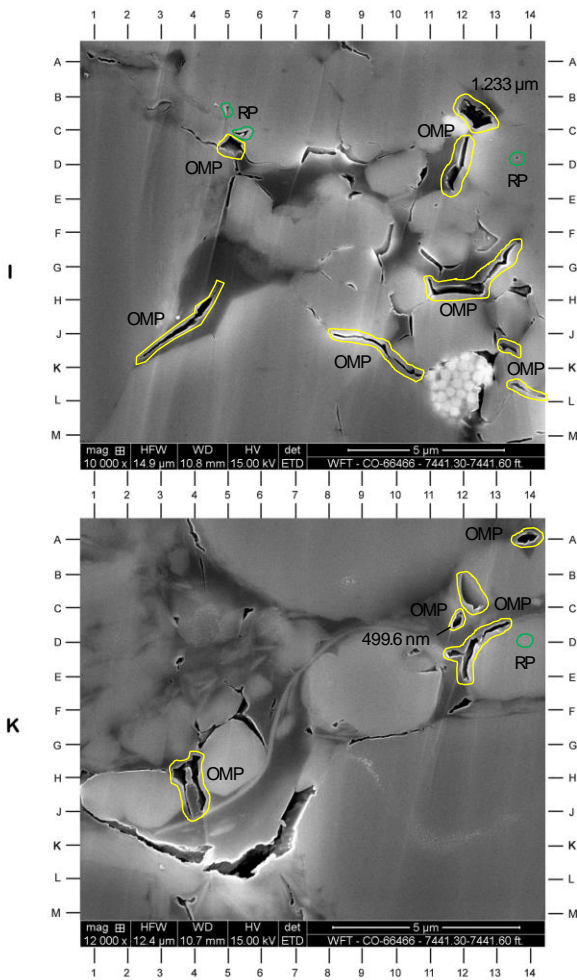 1 2 3 4 5 6 7 8 9 10 11 12 13 14
A A
B B
1.233 µm
RP
C C
OMP
OMP
D D
RP
E E
F F
I
G G
H H
OMP
OMP
J J
OMP
OMP
K K
L L
M M
mag HFW WD HV det 5 µm
10 000 x 14.9 µm 10.8 mm 15.00 kV ETD WFT - CO-66466 - 7441.30-7441.60 ft.
1 2 3 4 5 6 7 8 9 10 11 12 13 14
A A
OMP
B B
C C
OMP OMP
499.6 nm
D D
RP
E E
F F
K
G G
H H
OMP
J J
K K
L L
M M
mag HFW WD HV det 5 µm
12 000 x 12.4 µm 10.7 mm 15.00 kV ETD WFT - CO-66466 - 7441.30-7441.60 ft.
1 2 3 4 5 6 7 8 9 10 11 12 13 14